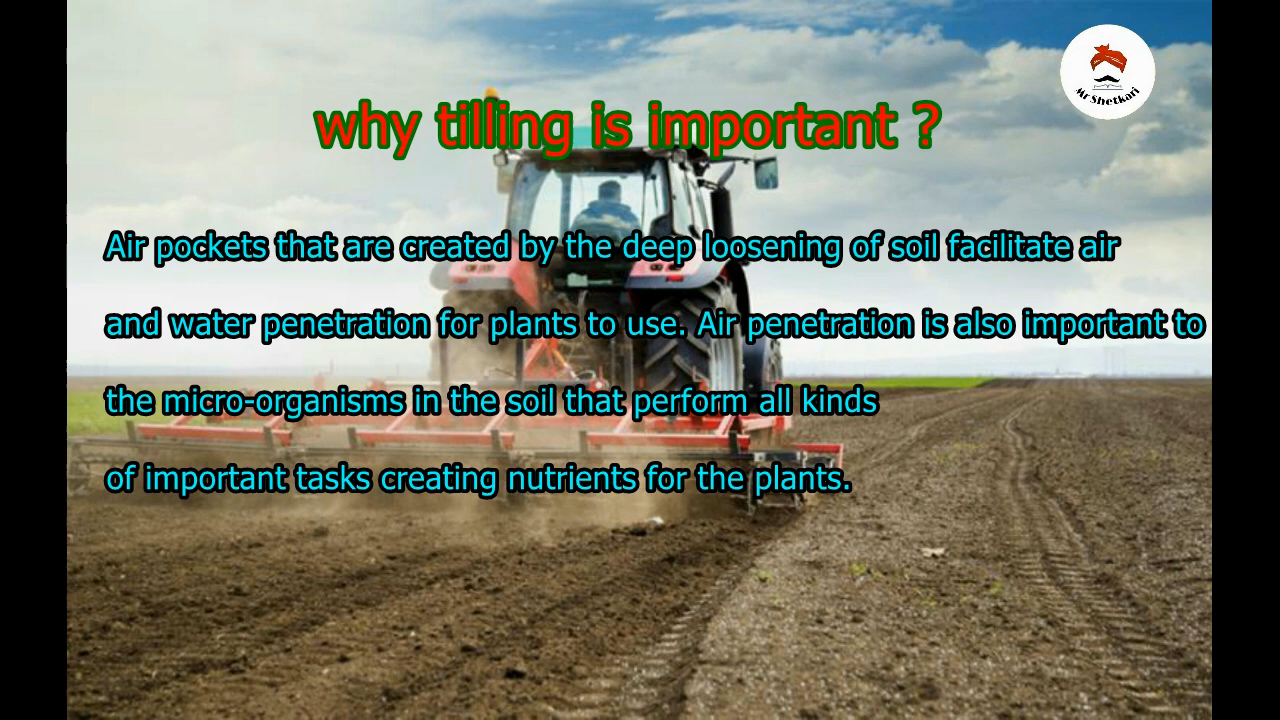 Mr Shetkari
why tilling is important ?
Air pockets that are created by the deep loosening of soil facilitate air
and water penetration for plants to use. Air penetration is also important to
the micro-organisms in the soil that perform all kinds
of important tasks creating nutrients for the plants.